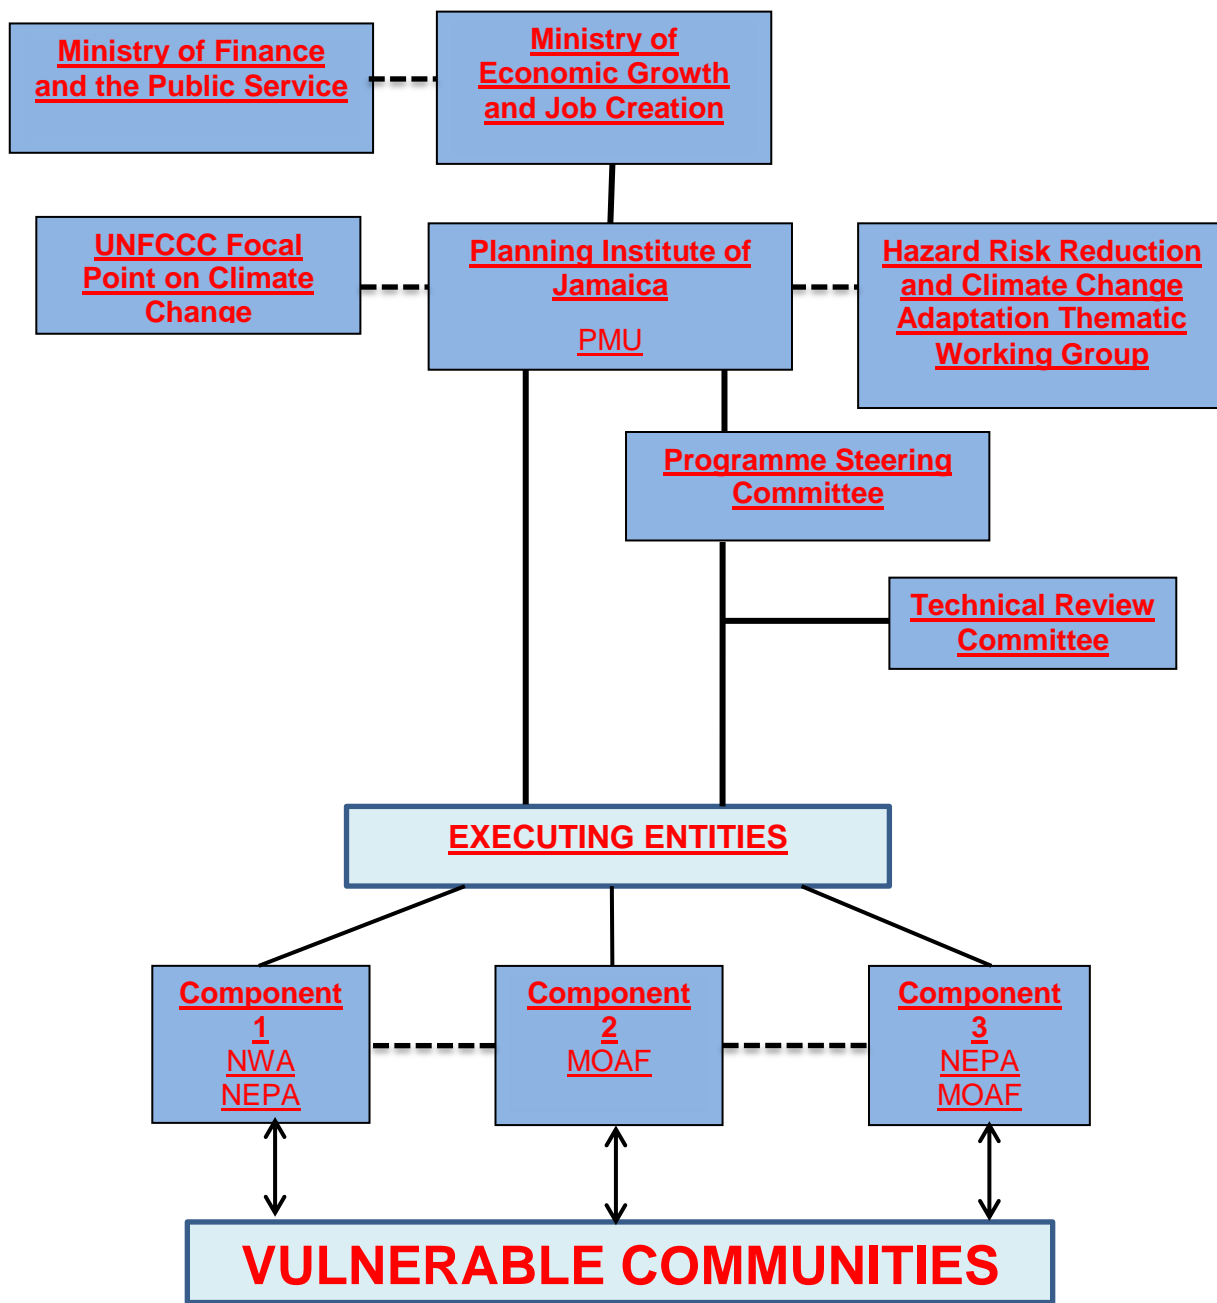 Ministry of Finance
and the Public Service
Ministry of
Economic Growth
and Job Creation
UNFCCC Focal
Point on Climate
Change
Planning Institute of
Jamaica
PMU
Hazard Risk Reduction
and Climate Change
Adaptation Thematic
Working Group
Programme Steering
Committee
Technical Review
Committee
EXECUTING ENTITIES
Component
1
NWA
NEPA
Component
2
MOAF
Component
3
NEPA
MOAF
VULNERABLE COMMUNITIES